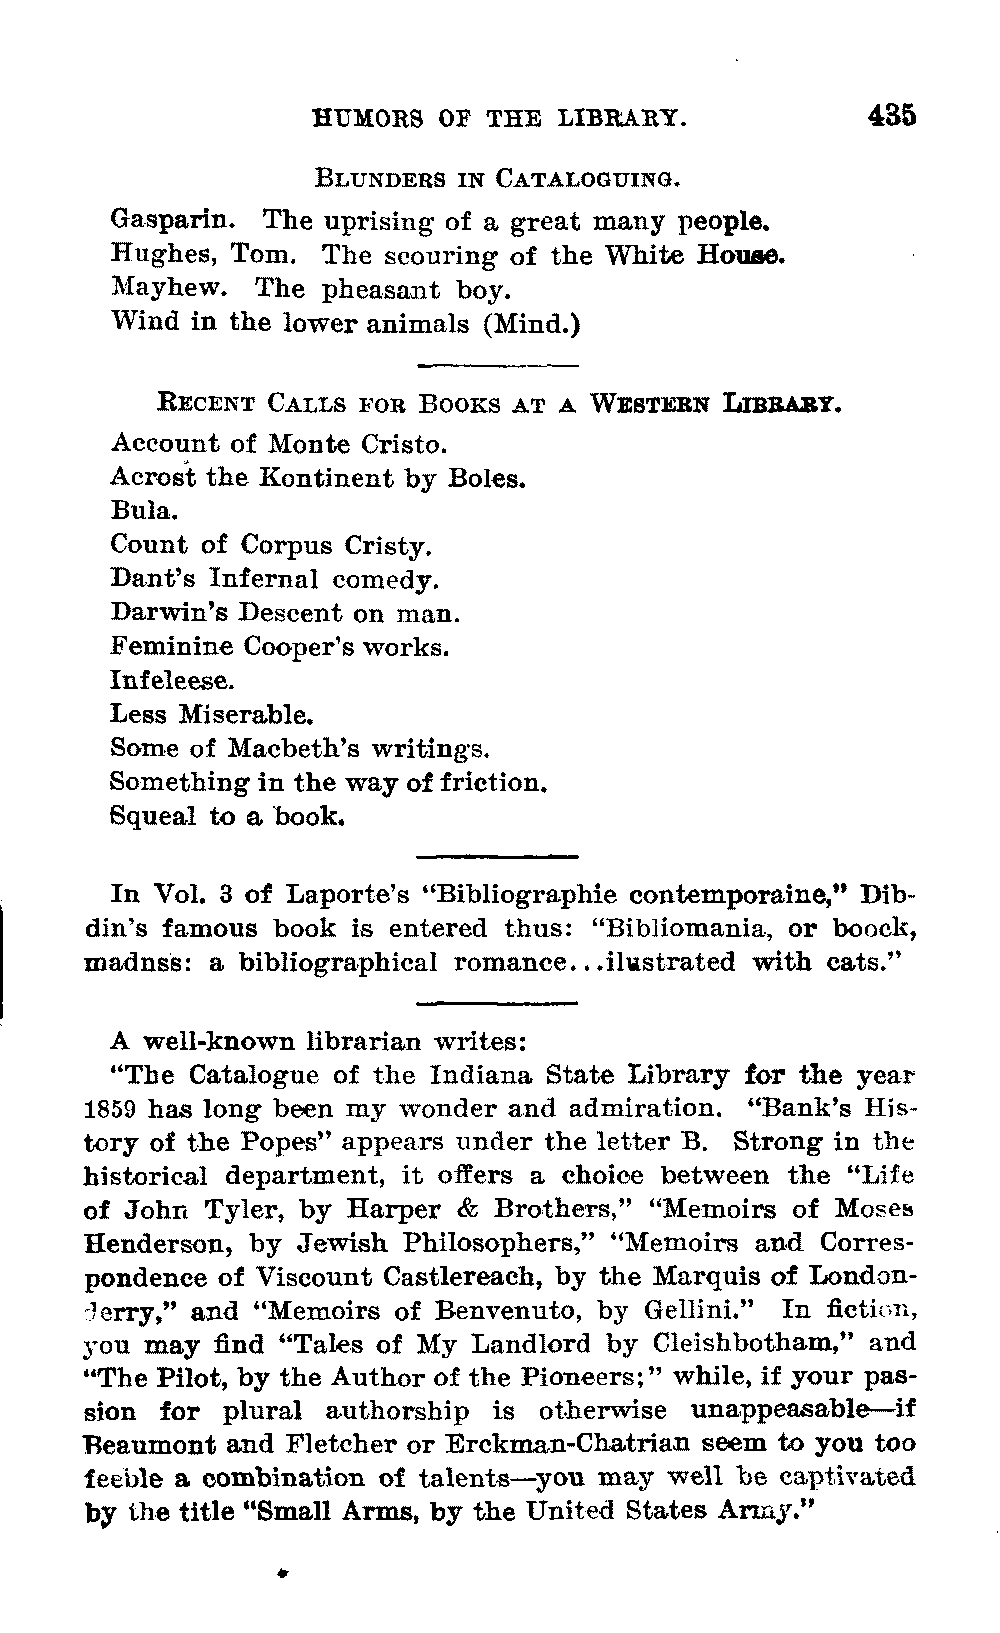 HUMORS OF THE LIBRARY. 435
BLUNDERS IN CATALOGUING.
Gasparin. The uprising of a great many people.
Hughes, Tom. The scouring of the White House.
Mayhew. The pheasant boy.
Wind in the lower animals (Mind.)
RECENT CALLS FOR BOOKS AT A WESTERN LIBRARY.
Account of Monte Cristo.
Acrost the Kontinent by Boles.
Bula.
Count of Corpus Cristy.
Dant's Infernal comedy.
Darwin's Descent on man.
Feminine Cooper's works.
Infeleese.
Less Miserable.
Some of Macbeth's writings.
Something in the way of friction.
Squeal to a book.
In Vol. 3 of Laporte's "Bibliographie contemporaine," Dib-
din's famous book is entered thus: "Bibliomania, or boock,
madnss: a bibliographical romance...ilustrated with cats."
A well-known librarian writes:
"The Catalogue of the Indiana State Library for the year
1859 has long been my wonder and admiration. "Bank's His-
tory of the Popes" appears under the letter B. Strong in the
historical department, it offers a choice between the "Life
of John Tyler, by Harper & Brothers," "Memoirs of Moses
Henderson, by Jewish Philosophers," "Memoirs and Corres-
pondence of Viscount Castlereach, by the Marquis of London-
derry," and "Memoirs of Benvenuto, by Gellini." In fiction,
you may find "Tales of My Landlord by Cleishbotham," and
"The Pilot, by the Author of the Pioneers;" while, if your pas-
sion for plural authorship is otherwise unappeasable—if
Beaumont and Fletcher or Erckman-Chatrian seem to you too
feeble a combination of talents—you may well be captivated
by the title "Small Arms, by the United States Army."